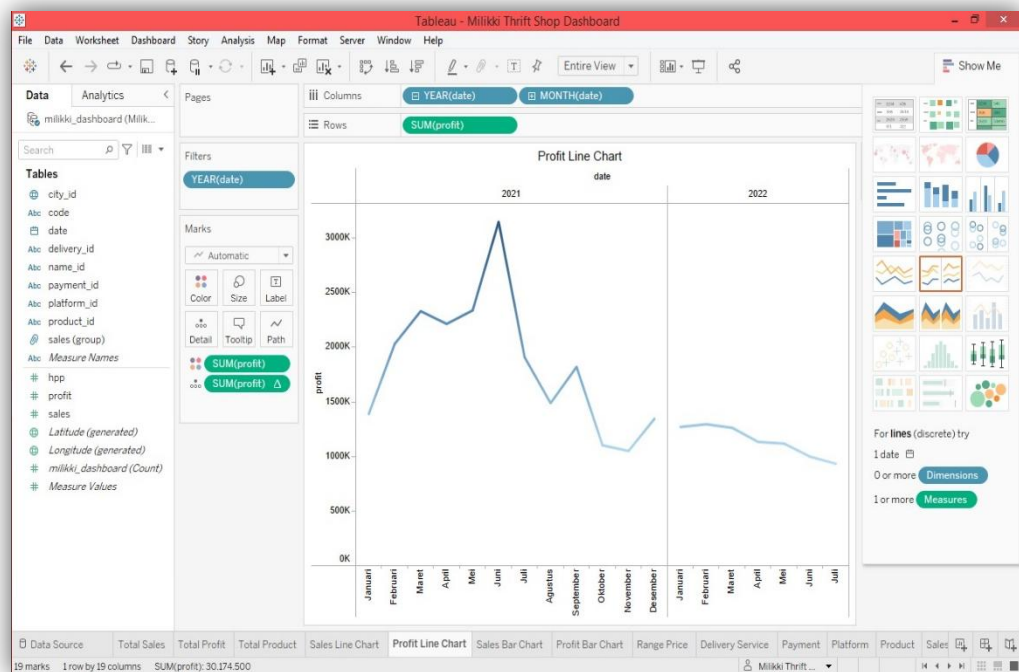 Tableau - Milikki Thrift Shop Dashboard
File Data Worksheet Dashboard Story Analysis Map Format Server Window Help
Entire View
Show Me
Data Analytics
milikki_dashboard (Milik...
Search
Tables
city_id
Abc code
date
Abc delivery_id
Abc name_id
Abc payment_id
Abc platform_id
Abc product_id
sales (group)
Abc Measure Names
# hpp
# profit
# sales
Latitude (generated)
Longitude (generated)
# milikki_dashboard (Count)
# Measure Values
Pages
Filters
YEAR(date)
Marks
Automatic
Color Size Label
Detail Tooltip Path
SUM(profit)
SUM(profit) Δ
Columns YEAR(date) MONTH(date)
Rows SUM(profit)
Profit Line Chart
date
2021 2022
profit
3000K
2500K
2000K
1500K
1000K
500K
0K
Januari Februari Maret April Mei Juni Juli Agustus September Oktober November Desember Januari Februari Maret April Mei Juni Juli
For lines (discrete) try
1 date
0 or more Dimensions
1 or more Measures
Data Source Total Sales Total Profit Total Product Sales Line Chart Profit Line Chart Sales Bar Chart Profit Bar Chart Range Price Delivery Service Payment Platform Product Sales
19 marks 1 row by 19 columns SUM(profit): 30.174.500 Milikki Thrift ...